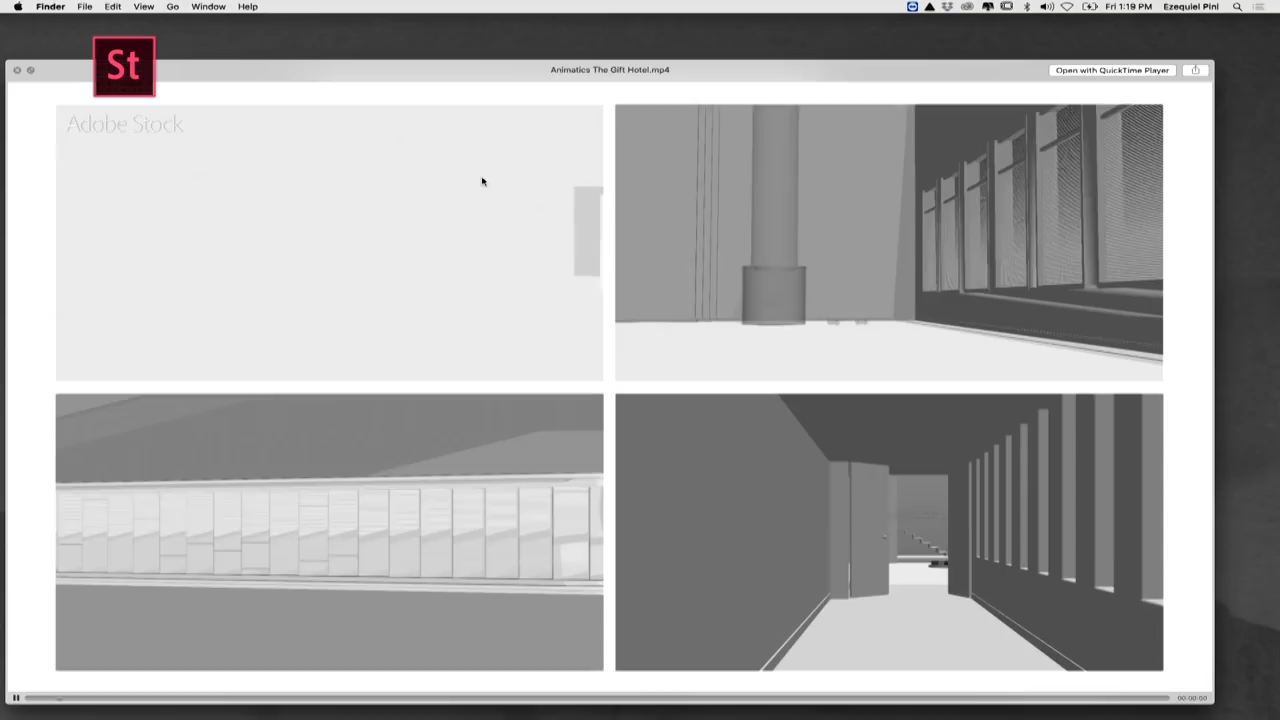 Finder File Edit View Go Window Help Fri 1:19 PM Ezequiel Pini
St
Animatics The Gift Hotel.mp4
Open with QuickTime Player
Adobe Stock
00:00:00